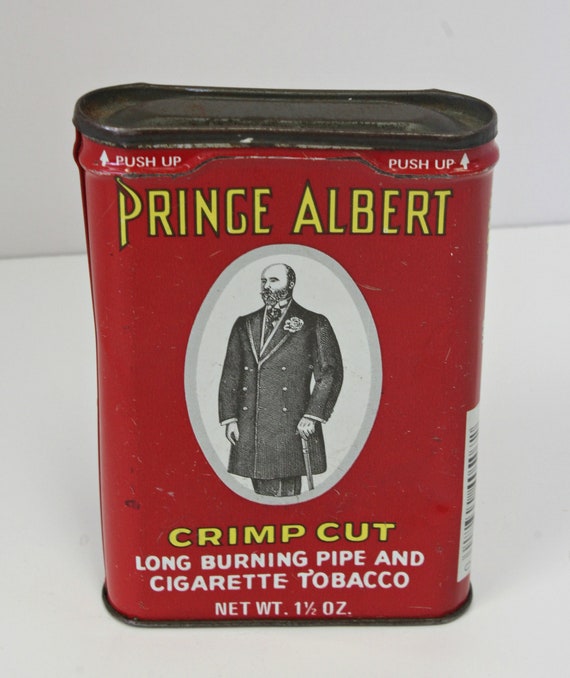 PUSH UP PUSH UP
PRINCE ALBERT
CRIMP CUT
LONG BURNING PIPE AND
CIGARETTE TOBACCO
NET WT. 1½ OZ.